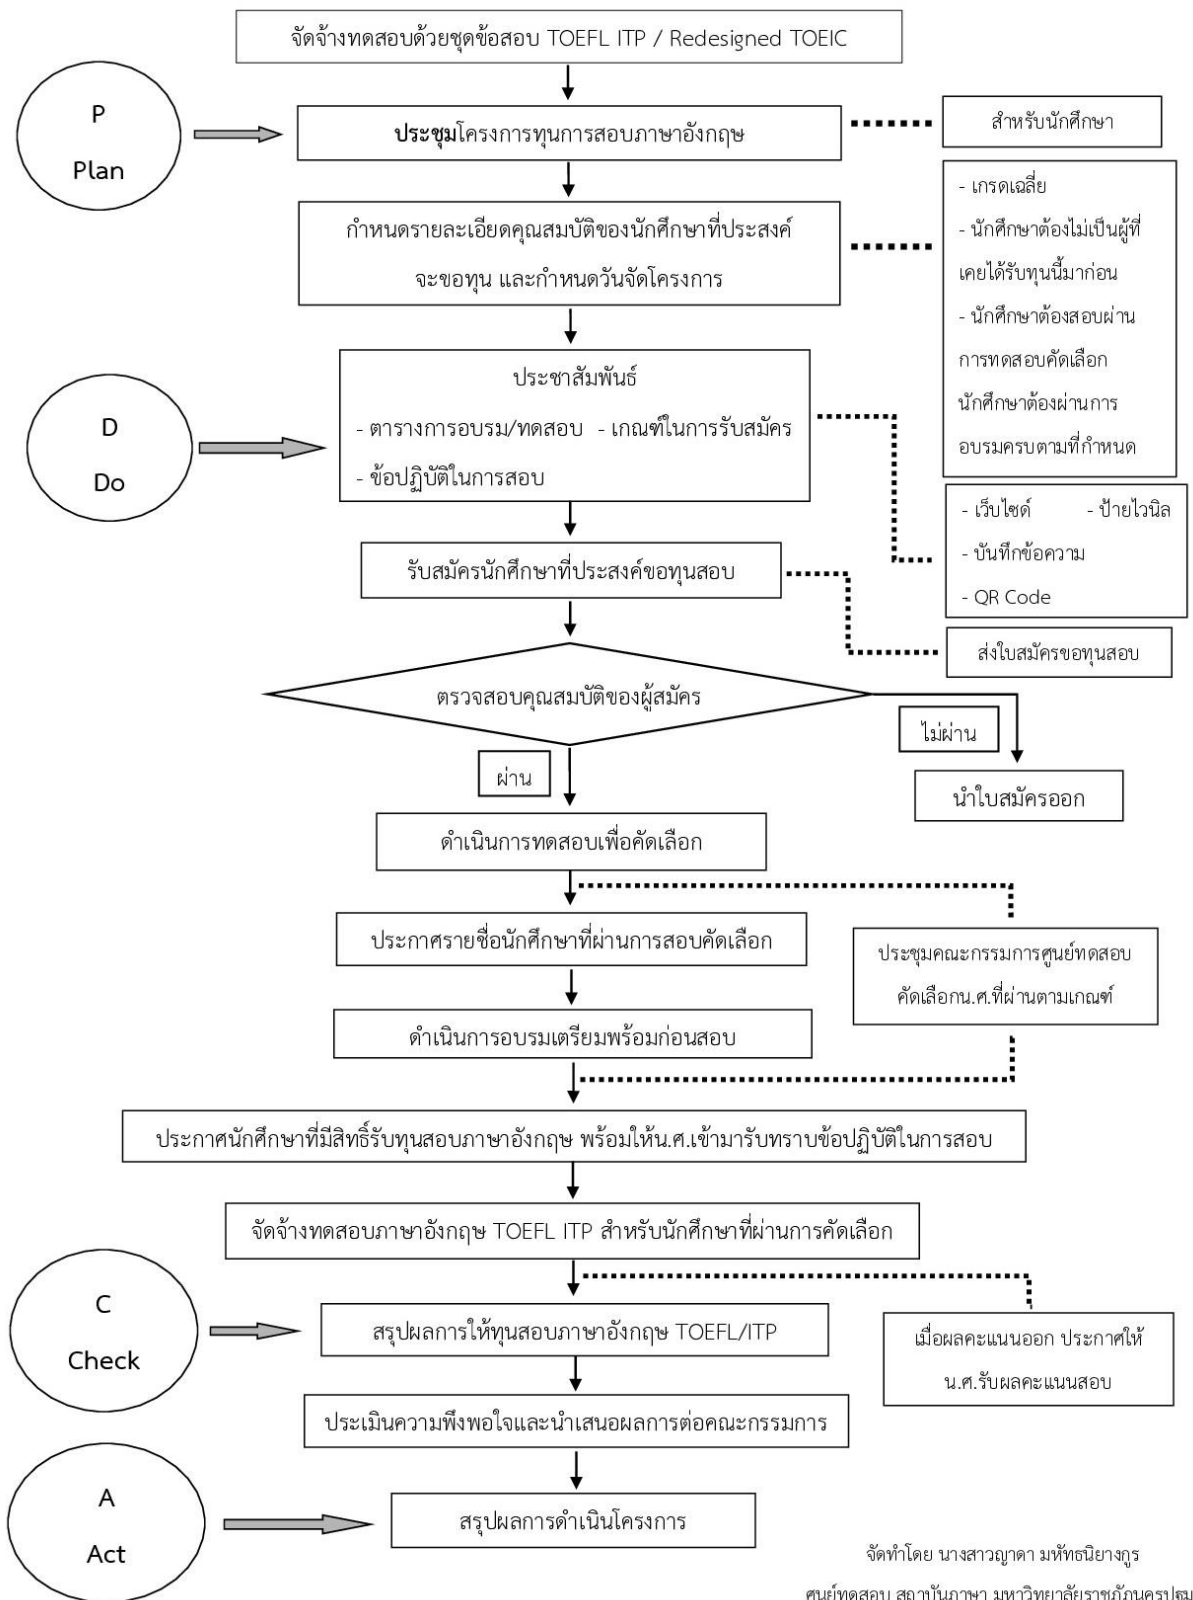 จัดจ้างทดสอบด้วยชุดข้อสอบ TOEFL ITP / Redesigned TOEIC
P
Plan
ประชุมโครงการทุนการสอบภาษาอังกฤษ
สำหรับนักศึกษา
กำหนดรายละเอียดคุณสมบัติของนักศึกษาที่ประสงค์
จะขอทุน และกำหนดวันจัดโครงการ
- เกรดเฉลี่ย
- นักศึกษาต้องไม่เป็นผู้ที่
เคยได้รับทุนนี้มาก่อน
- นักศึกษาต้องสอบผ่าน
การทดสอบคัดเลือก
นักศึกษาต้องผ่านการ
อบรมครบตามที่กำหนด
D
Do
ประชาสัมพันธ์
- ตารางการอบรม/ทดสอบ - เกณฑ์ในการรับสมัคร
- ข้อปฏิบัติในการสอบ
- เว็บไซด์ - ป้ายไวนิล
- บันทึกข้อความ
- QR Code
รับสมัครนักศึกษาที่ประสงค์ขอทุนสอบ
ส่งใบสมัครขอทุนสอบ
ตรวจสอบคุณสมบัติของผู้สมัคร
ไม่ผ่าน
ผ่าน
นำใบสมัครออก
ดำเนินการทดสอบเพื่อคัดเลือก
ประกาศรายชื่อนักศึกษาที่ผ่านการสอบคัดเลือก
ประชุมคณะกรรมการศูนย์ทดสอบ
คัดเลือกน.ศ.ที่ผ่านตามเกณฑ์
ดำเนินการอบรมเตรียมพร้อมก่อนสอบ
ประกาศนักศึกษาที่มีสิทธิ์รับทุนสอบภาษาอังกฤษ พร้อมให้น.ศ.เข้ามารับทราบข้อปฏิบัติในการสอบ
จัดจ้างทดสอบภาษาอังกฤษ TOEFL ITP สำหรับนักศึกษาที่ผ่านการคัดเลือก
C
Check
สรุปผลการให้ทุนสอบภาษาอังกฤษ TOEFL/ITP
เมื่อผลคะแนนออก ประกาศให้
น.ศ.รับผลคะแนนสอบ
ประเมินความพึงพอใจและนำเสนอผลการต่อคณะกรรมการ
A
Act
สรุปผลการดำเนินโครงการ
จัดทำโดย นางสาวญาดา มหัทธนิยางกูร
ศูนย์ทดสอบ สถาบันภาษา มหาวิทยาลัยราชภัฏนครปฐม